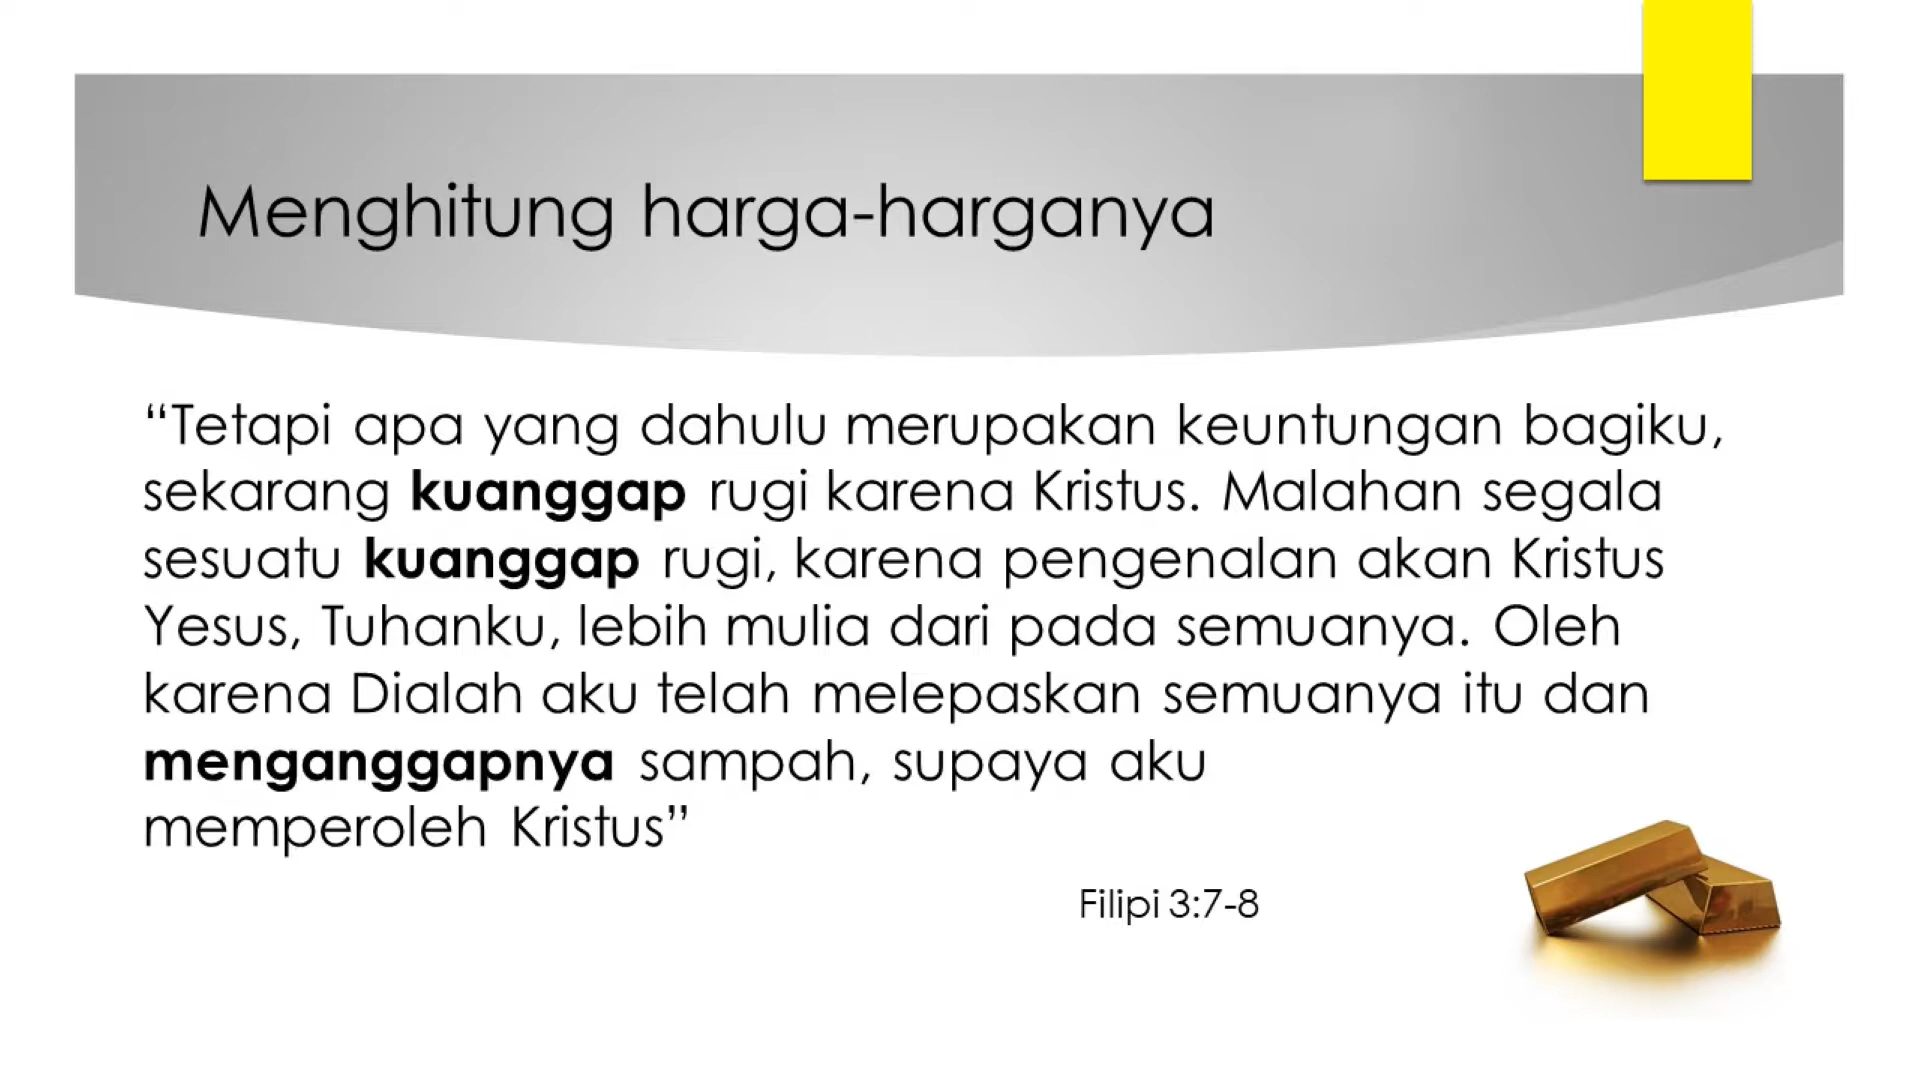 Menghitung harga-harganya
“Tetapi apa yang dahulu merupakan keuntungan bagiku,
sekarang kuanggap rugi karena Kristus. Malahan segala
sesuatu kuanggap rugi, karena pengenalan akan Kristus
Yesus, Tuhanku, lebih mulia dari pada semuanya. Oleh
karena Dialah aku telah melepaskan semuanya itu dan
menganggapnya sampah, supaya aku
memperoleh Kristus”
Filipi 3:7-8